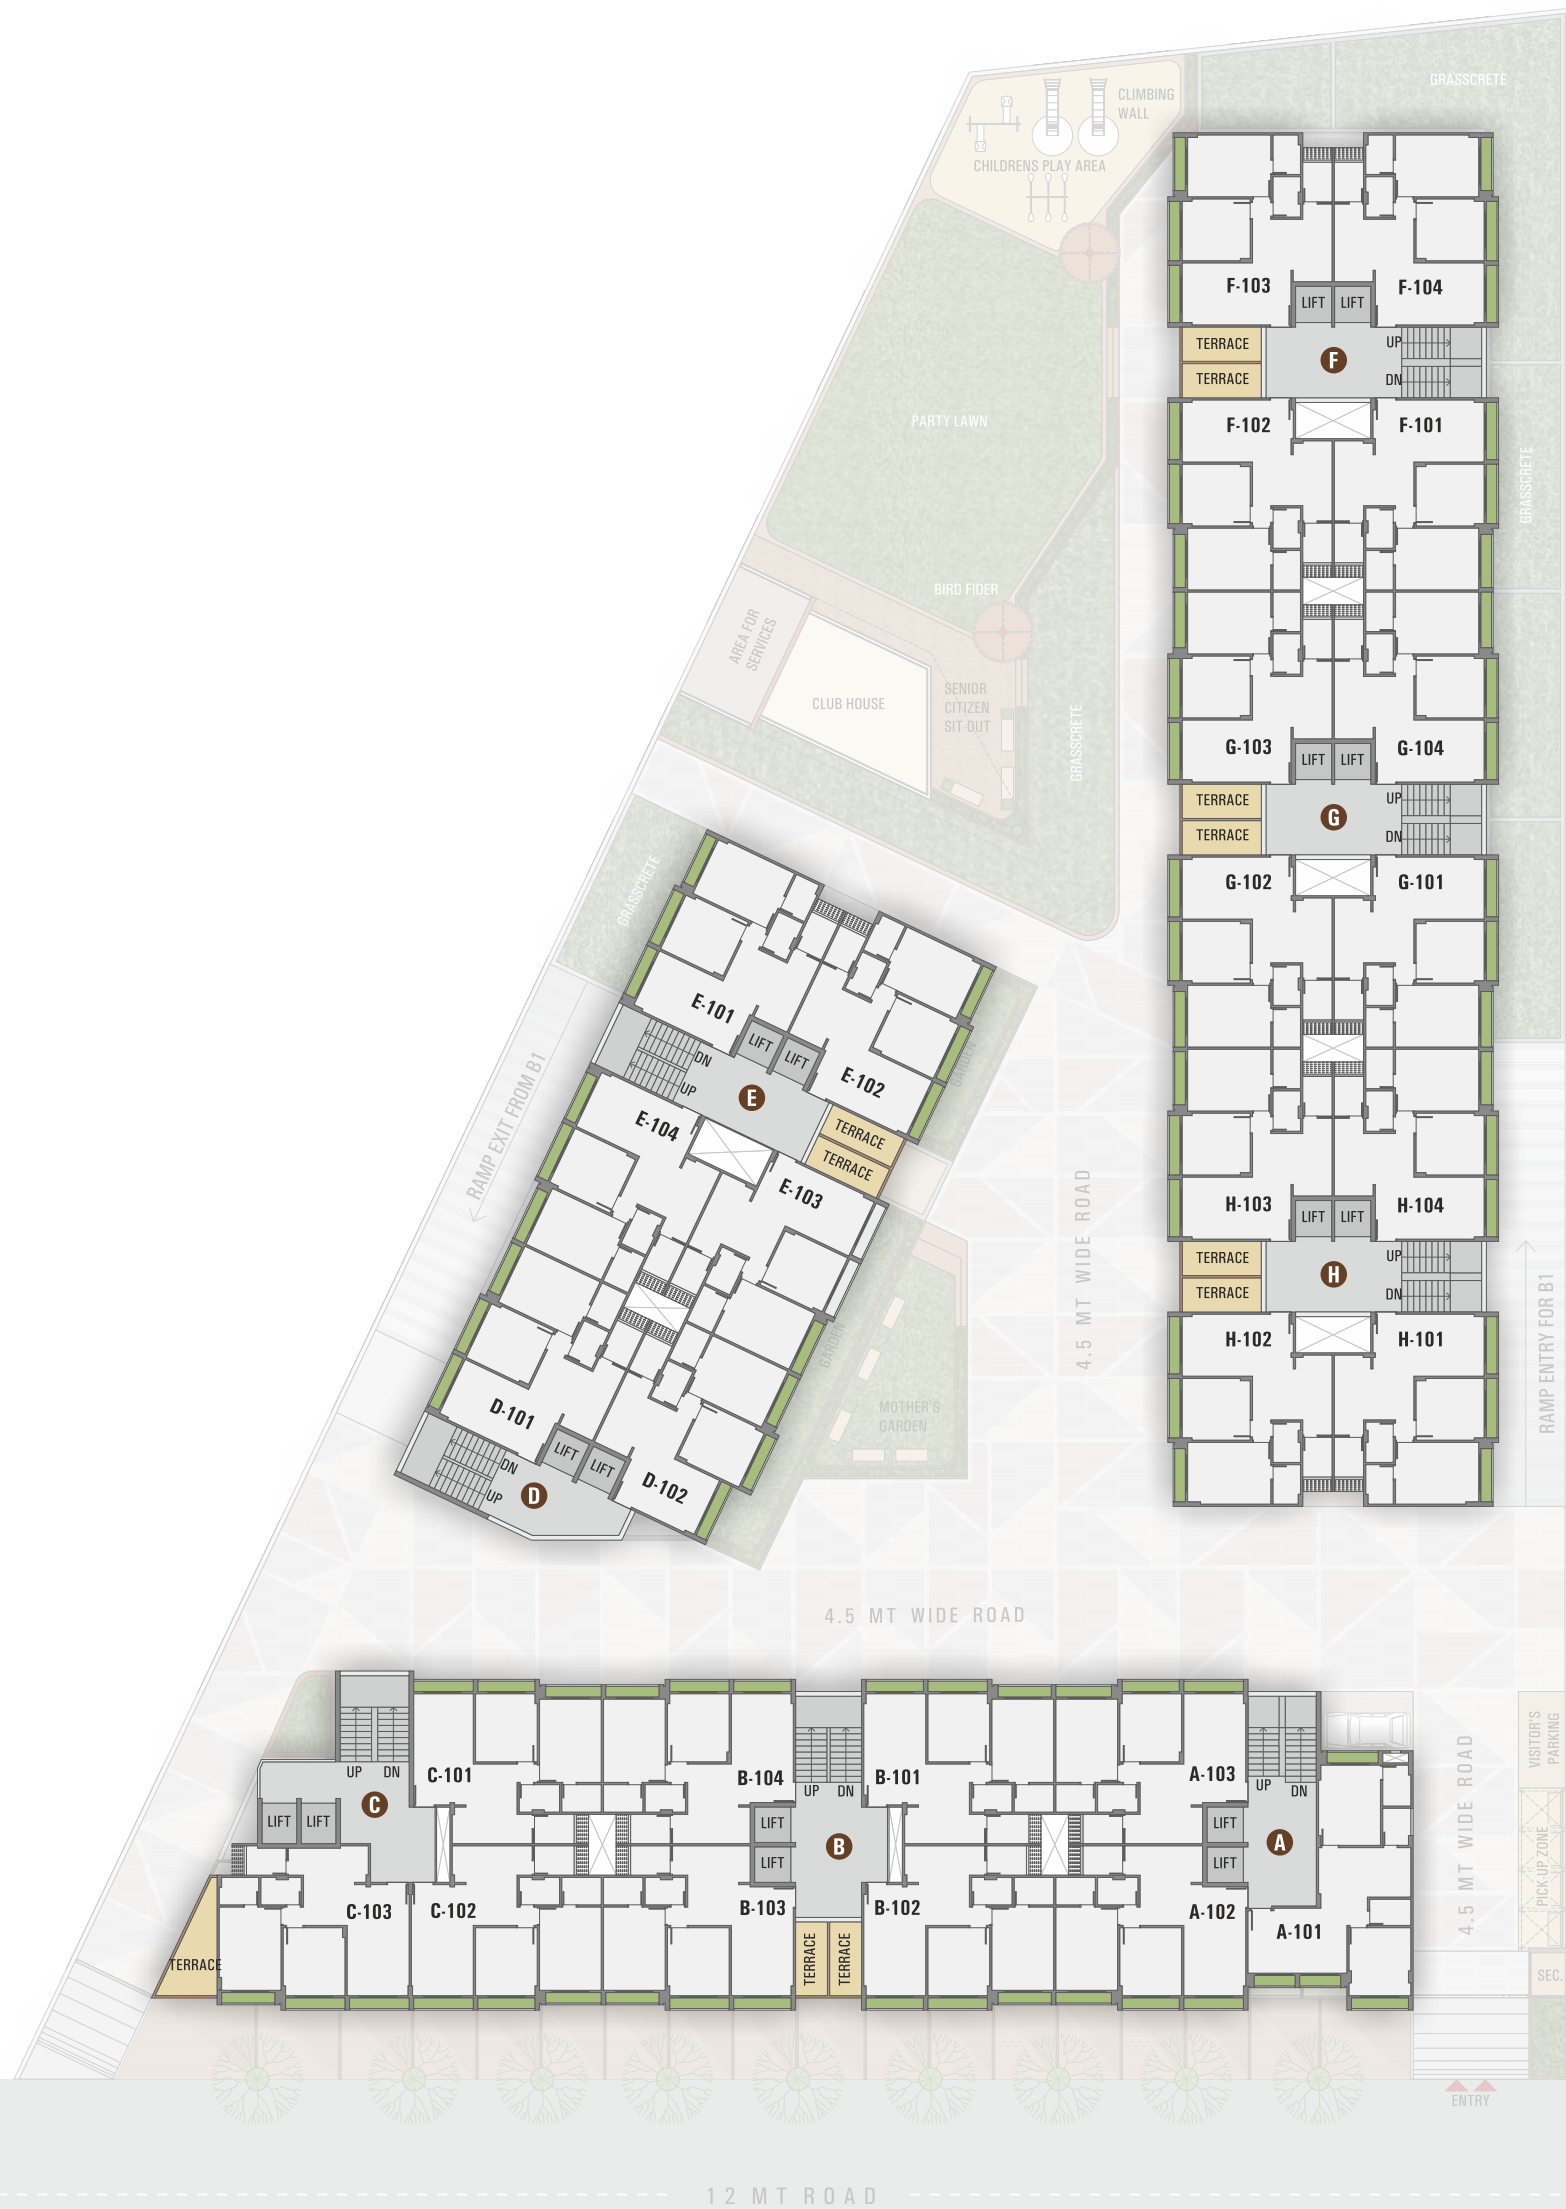 GRASSCRETE
CLIMBING
WALL
CHILDRENS PLAY AREA
F-103
LIFT
LIFT
F-104
TERRACE
TERRACE
F
UP
DN
PARTY LAWN
F-102
F-101
GRASSCRETE
BIRD FIDER
AREA FOR
SERVICES
CLUB HOUSE
SENIOR
CITIZEN
SIT-OUT
GRASSCRETE
G-103
LIFT
LIFT
G-104
TERRACE
TERRACE
G
UP
DN
G-102
G-101
GRASSCRETE
E-101
LIFT
LIFT
E-102
DN
UP
E
TERRACE
TERRACE
GARDEN
E-104
E-103
RAMP EXIT FROM B1
4.5 MT WIDE ROAD
H-103
LIFT
LIFT
H-104
TERRACE
TERRACE
H
UP
DN
H-102
H-101
RAMP ENTRY FOR B1
GARDEN
MOTHER'S
GARDEN
D-101
LIFT
LIFT
D-102
DN
UP
D
4.5 MT WIDE ROAD
UP
DN
C-101
LIFT
LIFT
C
B-104
UP
DN
B-101
LIFT
LIFT
B
A-103
UP
DN
LIFT
LIFT
A
C-103
C-102
B-103
B-102
A-102
A-101
TERRACE
TERRACE
TERRACE
4.5 MT WIDE ROAD
VISITOR'S
PARKING
PICK-UP ZONE
SEC.
ENTRY
12 MT ROAD